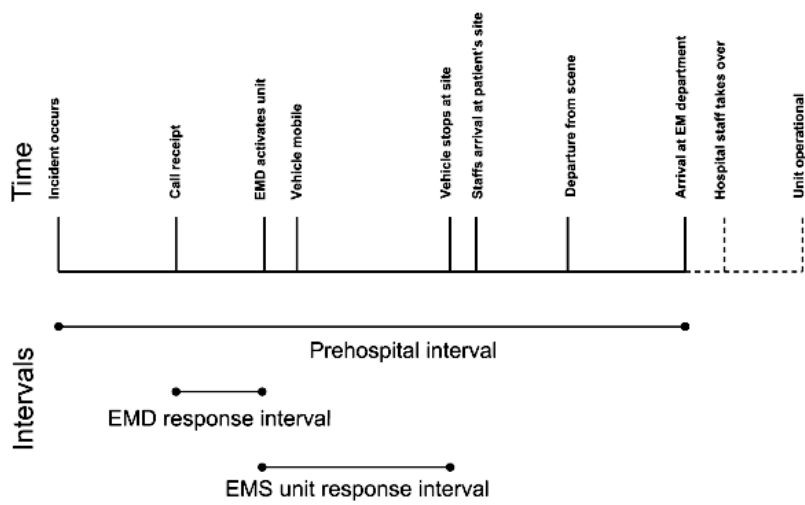 Time
Incident occurs
Call receipt
EMD activates unit
Vehicle mobile
Vehicle stops at site
Staffs arrival at patient's site
Departure from scene
Arrival at EM department
Hospital staff takes over
Unit operational
Intervals
Prehospital interval
EMD response interval
EMS unit response interval